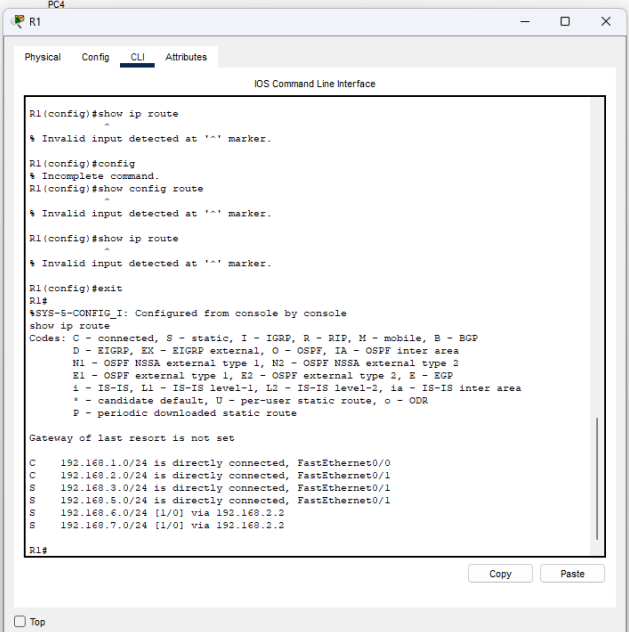 PC4
R1
Physical Config CLI Attributes
IOS Command Line Interface
R1(config)#show ip route
^
% Invalid input detected at '^' marker.
R1(config)#config
% Incomplete command.
R1(config)#show config route
^
% Invalid input detected at '^' marker.
R1(config)#show ip route
^
% Invalid input detected at '^' marker.
R1(config)#exit
R1#
%SYS-5-CONFIG_I: Configured from console by console
show ip route
Codes: C - connected, S - static, I - IGRP, R - RIP, M - mobile, B - BGP
D - EIGRP, EX - EIGRP external, O - OSPF, IA - OSPF inter area
N1 - OSPF NSSA external type 1, N2 - OSPF NSSA external type 2
E1 - OSPF external type 1, E2 - OSPF external type 2, E - EGP
i - IS-IS, L1 - IS-IS level-1, L2 - IS-IS level-2, ia - IS-IS inter area
* - candidate default, U - per-user static route, o - ODR
P - periodic downloaded static route
Gateway of last resort is not set
C 192.168.1.0/24 is directly connected, FastEthernet0/0
C 192.168.2.0/24 is directly connected, FastEthernet0/1
S 192.168.3.0/24 is directly connected, FastEthernet0/1
S 192.168.5.0/24 is directly connected, FastEthernet0/1
S 192.168.6.0/24 [1/0] via 192.168.2.2
S 192.168.7.0/24 [1/0] via 192.168.2.2
R1#
Copy Paste
Top